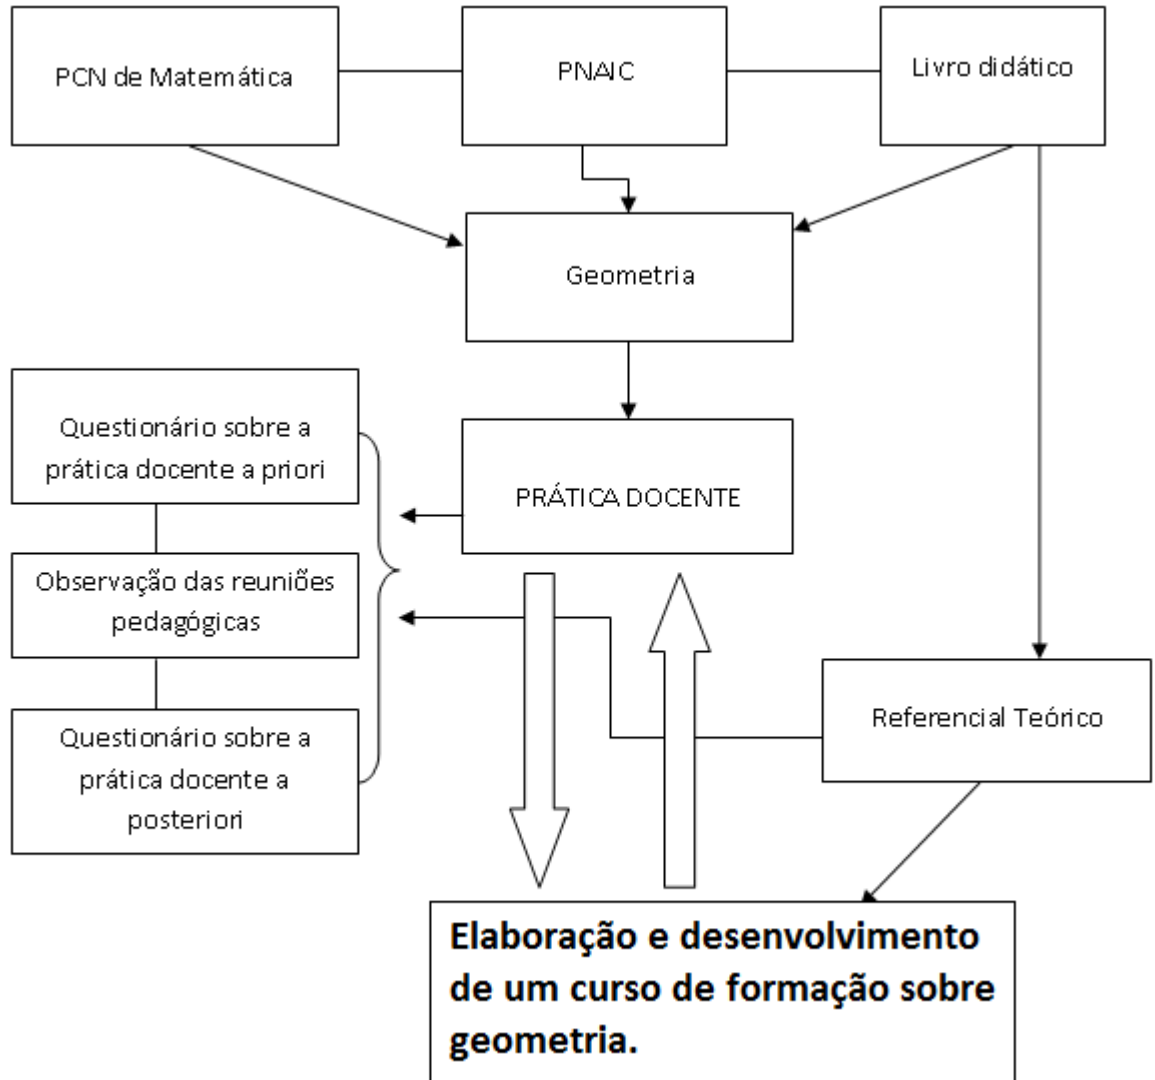 PCN de Matemática
PNAIC
Livro didático
Geometria
Questionário sobre a
prática docente a priori
PRÁTICA DOCENTE
Observação das reuniões
pedagógicas
Questionário sobre a
prática docente a
posteriori
Referencial Teórico
Elaboração e desenvolvimento
de um curso de formação sobre
geometria.